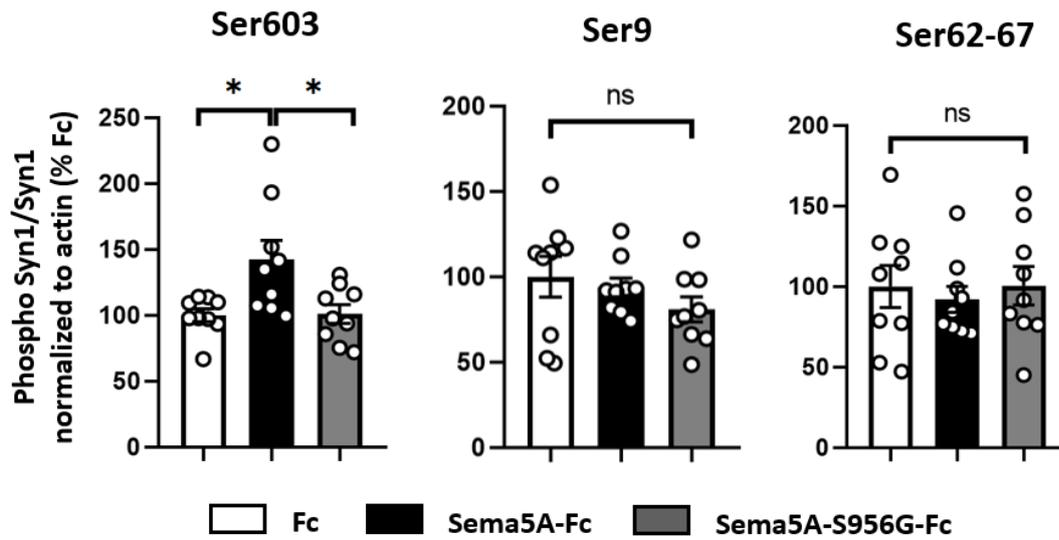 Ser603
Ser9
Ser62-67
Phospho Syn1/Syn1
normalized to actin (% Fc)
* *
ns
ns
250
200
150
100
50
0
200
150
100
50
0
200
150
100
50
0
Fc Sema5A-Fc Sema5A-S956G-Fc